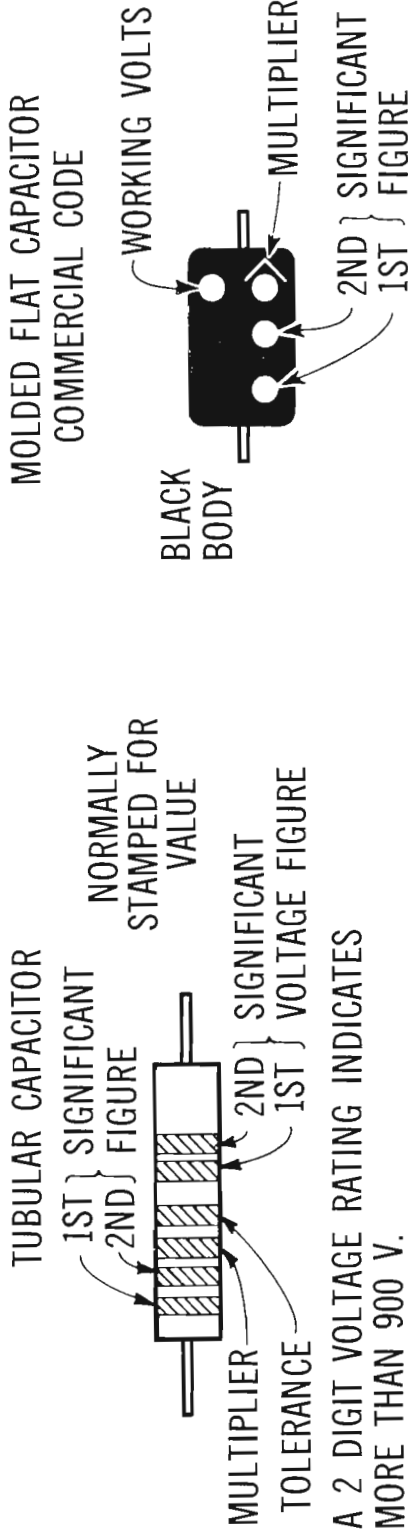 TUBULAR CAPACITOR
1ST } SIGNIFICANT
2ND } FIGURE
NORMALLY
STAMPED FOR
VALUE
MULTIPLIER
TOLERANCE
2ND } SIGNIFICANT
1ST } VOLTAGE FIGURE
A 2 DIGIT VOLTAGE RATING INDICATES
MORE THAN 900 V.
MOLDED FLAT CAPACITOR
COMMERCIAL CODE
WORKING VOLTS
BLACK
BODY
MULTIPLIER
2ND } SIGNIFICANT
1ST } FIGURE